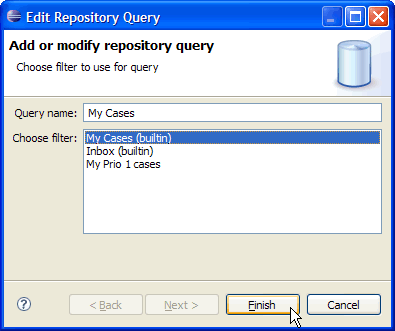 Edit Repository Query
Add or modify repository query
Choose filter to use for query
Query name: My Cases
Choose filter: My Cases (builtin)
Inbox (builtin)
My Prio 1 cases
? < Back Next > Finish Cancel